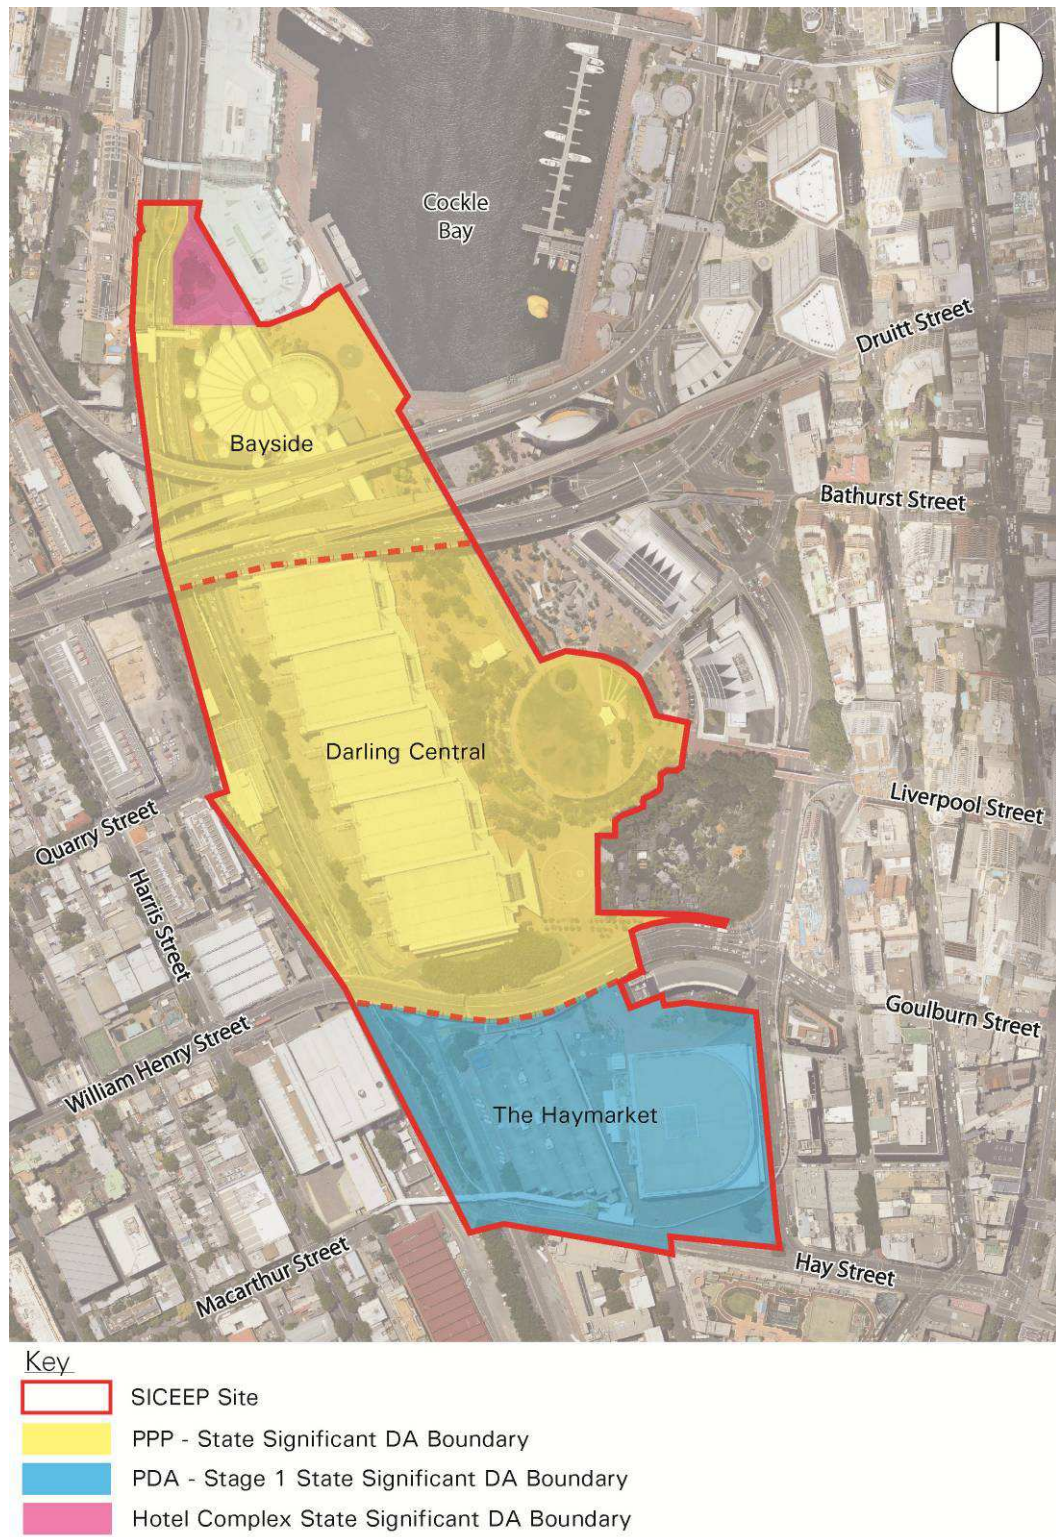 Cockle
Bay
Druitt Street
Bayside
Bathurst Street
Darling Central
Liverpool Street
Quarry Street
Harris Street
Goulburn Street
William Henry Street
The Haymarket
Macarthur Street
Hay Street
Key
SICEEP Site
PPP - State Significant DA Boundary
PDA - Stage 1 State Significant DA Boundary
Hotel Complex State Significant DA Boundary